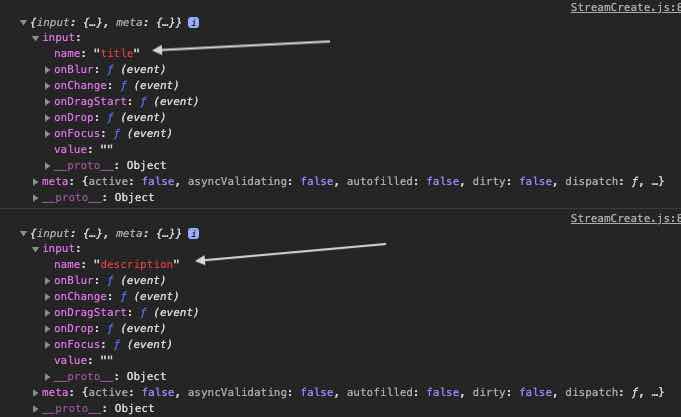 StreamCreate.js:8
▼{input: {…}, meta: {…}} i
▼input:
name: "title"
▶onBlur: ƒ (event)
▶onChange: ƒ (event)
▶onDragStart: ƒ (event)
▶onDrop: ƒ (event)
▶onFocus: ƒ (event)
value: ""
▶__proto__: Object
▶meta: {active: false, asyncValidating: false, autofilled: false, dirty: false, dispatch: ƒ, …}
▶__proto__: Object
StreamCreate.js:8
▼{input: {…}, meta: {…}} i
▼input:
name: "description"
▶onBlur: ƒ (event)
▶onChange: ƒ (event)
▶onDragStart: ƒ (event)
▶onDrop: ƒ (event)
▶onFocus: ƒ (event)
value: ""
▶__proto__: Object
▶meta: {active: false, asyncValidating: false, autofilled: false, dirty: false, dispatch: ƒ, …}
▶__proto__: Object